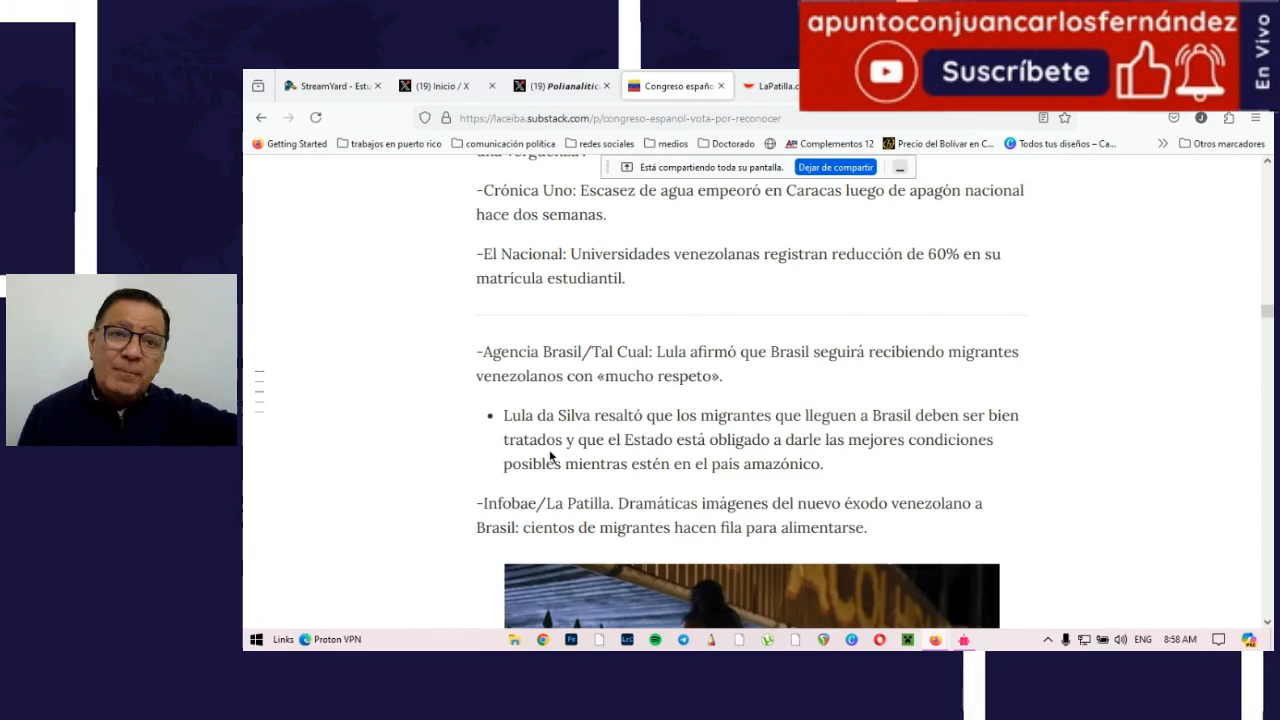 apuntoconjuancarlosfernández
Suscríbete
En Vivo
StreamYard - Estu
(19) Inicio / X
(19) Polianalitic
Congreso españo
LaPatilla.c
https://laceiba.substack.com/p/congreso-espanol-vota-por-reconocer
Getting Started
trabajos en puerto rico
comunicación política
redes sociales
medios
Doctorado
Complementos 12
Precio del Bolívar en C...
Todos tus diseños – Ca...
Otros marcadores
Está compartiendo toda su pantalla.
Dejar de compartir
-Crónica Uno: Escasez de agua empeoró en Caracas luego de apagón nacional
hace dos semanas.
-El Nacional: Universidades venezolanas registran reducción de 60% en su
matrícula estudiantil.
-Agencia Brasil/Tal Cual: Lula afirmó que Brasil seguirá recibiendo migrantes
venezolanos con «mucho respeto».
• Lula da Silva resaltó que los migrantes que lleguen a Brasil deben ser bien
tratados y que el Estado está obligado a darle las mejores condiciones
posibles mientras estén en el país amazónico.
-Infobae/La Patilla. Dramáticas imágenes del nuevo éxodo venezolano a
Brasil: cientos de migrantes hacen fila para alimentarse.
Links
Proton VPN
ENG
8:58 AM